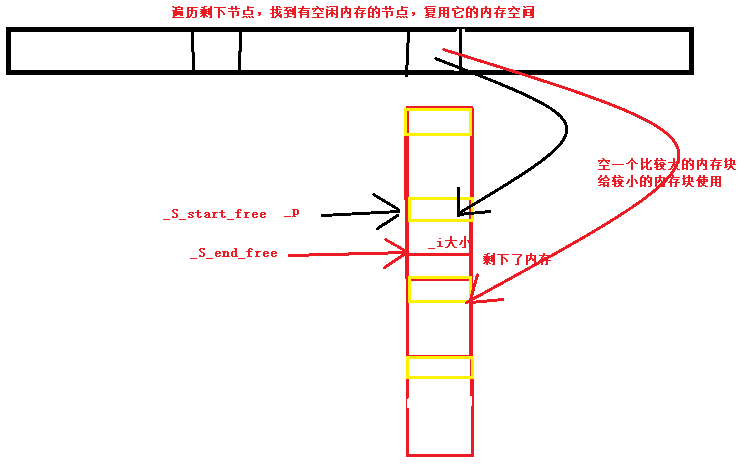 遍历剩下节点，找到有空闲内存的节点，复用它的内存空间
空一个比较大的内存块
给较小的内存块使用
_S_start_free _P
_i大小
_S_end_free
剩下了内存